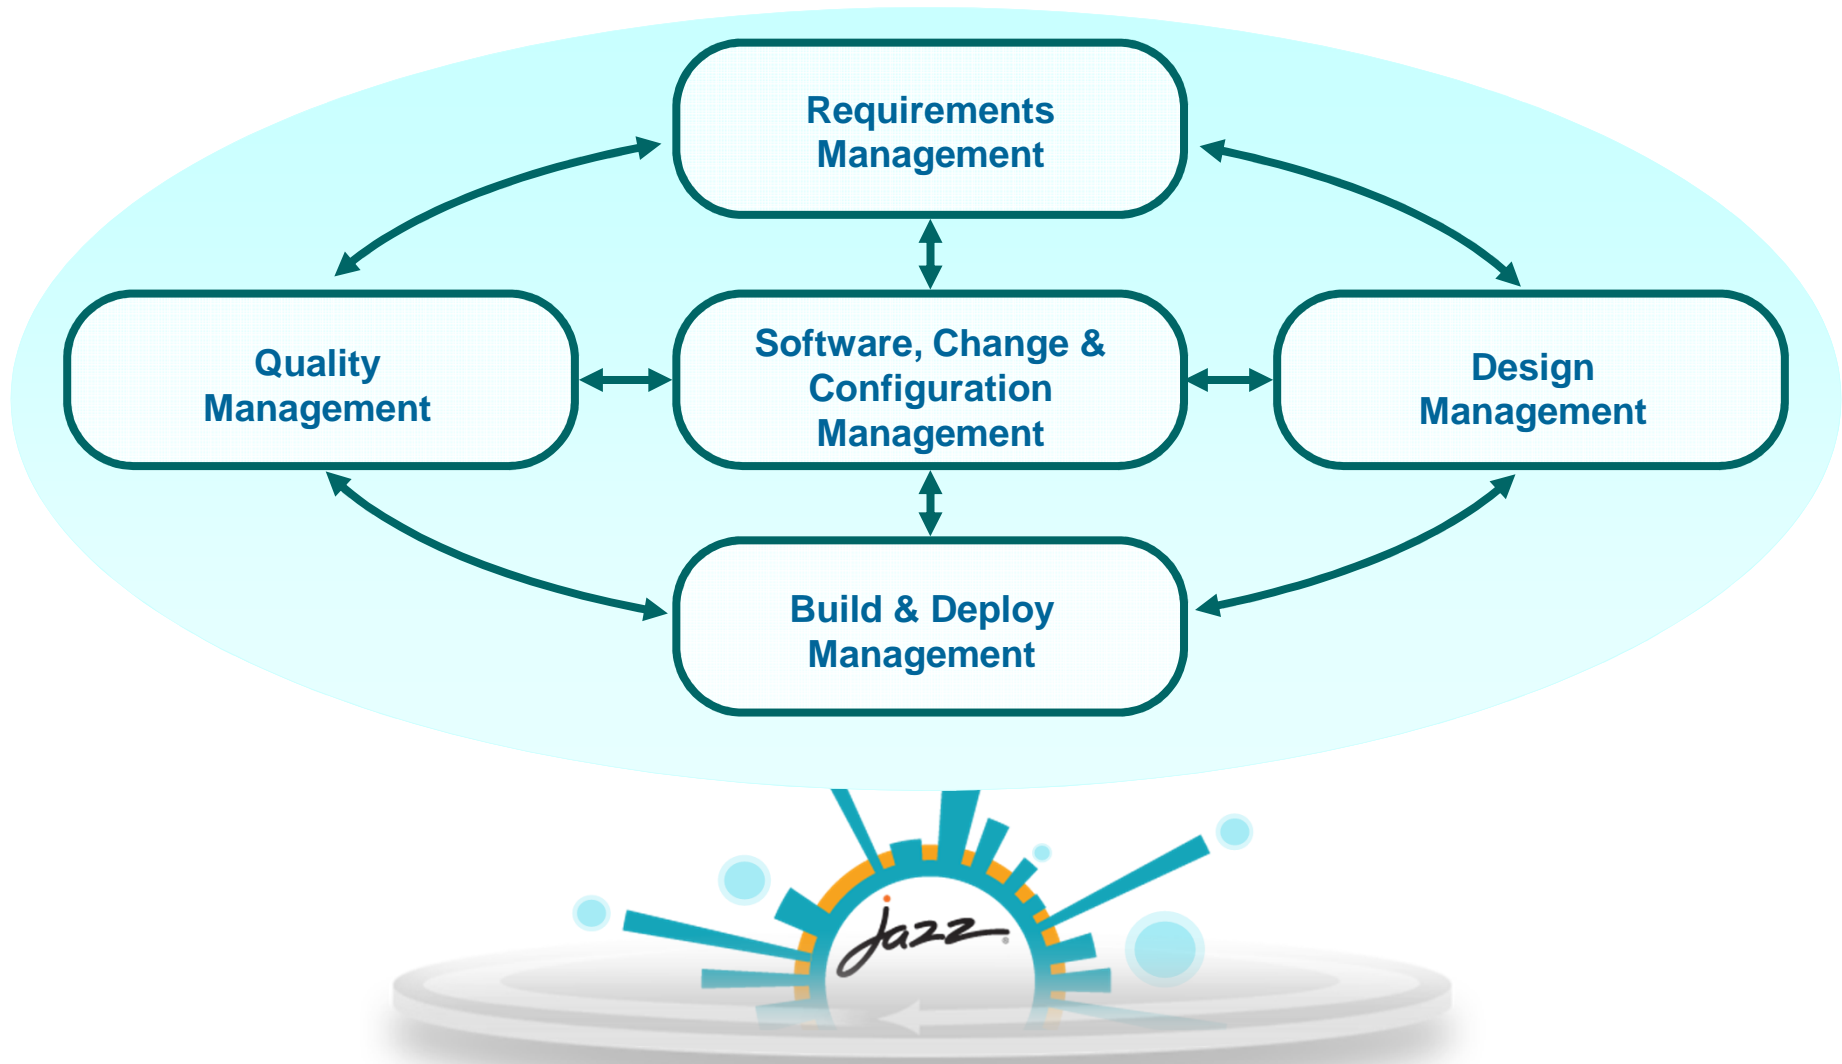 Requirements
Management
Quality
Management
Software, Change &
Configuration
Management
Design
Management
Build & Deploy
Management
jazz